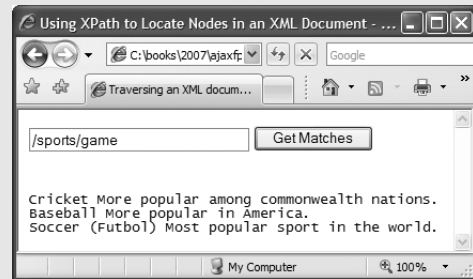 Using XPath to Locate Nodes in an XML Document - ...
C:\books\2007\ajaxfp
Google
Traversing an XML docum...
»
/sports/game
Get Matches
Cricket More popular among commonwealth nations.
Baseball More popular in America.
Soccer (Futbol) Most popular sport in the world.
My Computer
100%